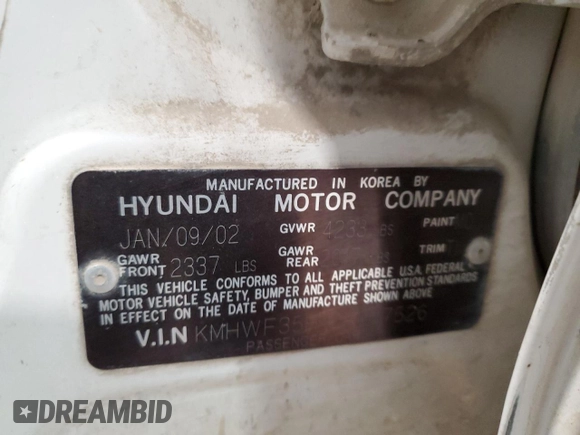 MANUFACTURED IN KOREA BY
HYUNDAI MOTOR COMPANY
JAN/09/02 GVWR LBS PAINT
GAWR FRONT 2337 LBS GAWR REAR TRIM
THIS VEHICLE CONFORMS TO ALL APPLICABLE U.S.A. FEDERAL
MOTOR VEHICLE SAFETY, BUMPER AND THEFT PREVENTION STANDARDS
IN EFFECT ON THE DATE OF MANUFACTURE SHOWN ABOVE
V.I.N
DREAMBID